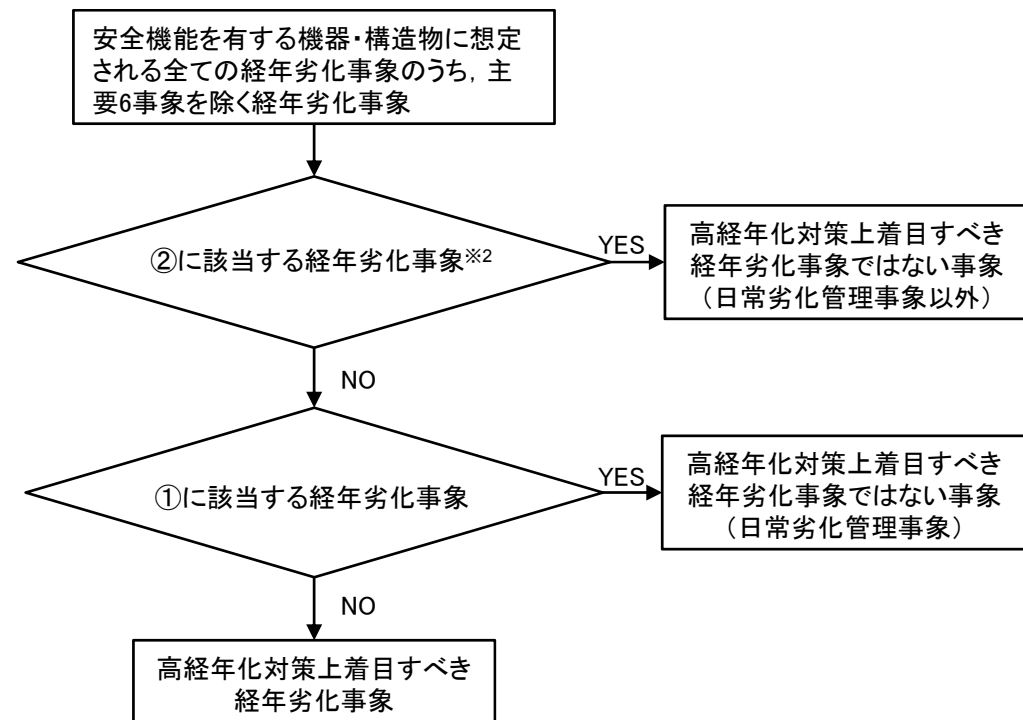 安全機能を有する機器・構造物に想定
される全ての経年劣化事象のうち，主
要6事象を除く経年劣化事象
②に該当する経年劣化事象※2
YES
高経年化対策上着目すべき
経年劣化事象ではない事象
（日常劣化管理事象以外）
NO
①に該当する経年劣化事象
YES
高経年化対策上着目すべき
経年劣化事象ではない事象
（日常劣化管理事象）
NO
高経年化対策上着目すべき
経年劣化事象